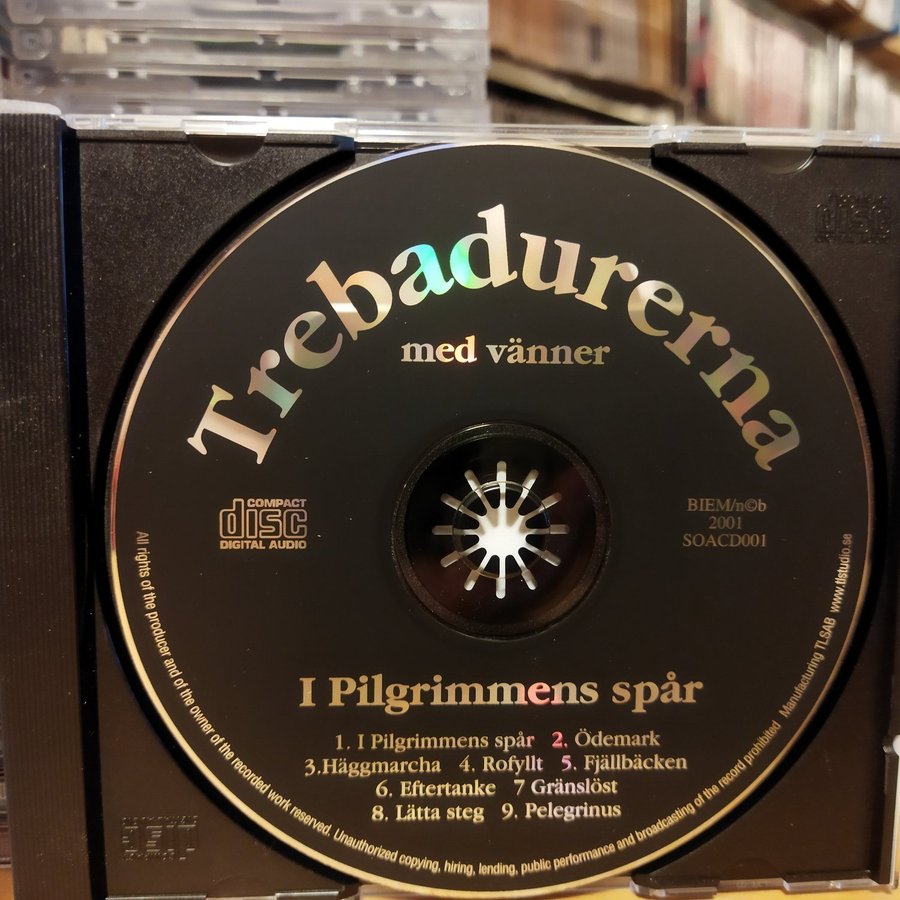 Trebadurerna
med vänner
COMPACT
disc
DIGITAL AUDIO
BIEM/n©b
2001
SOACD001
I Pilgrimmens spår
1. I Pilgrimmens spår 2. Ödemark
3.Häggmarcha 4. Rofyllt 5. Fjällbäcken
6. Eftertanke 7 Gränslöst
8. Lätta steg 9. Pelegrinus
All rights of the producer and of the owner of the recorded work reserved. Unauthorized copying, hiring, lending, public performance and broadcasting of the record prohibited Manufacturing TLSAB www.tlstudio.se
disc